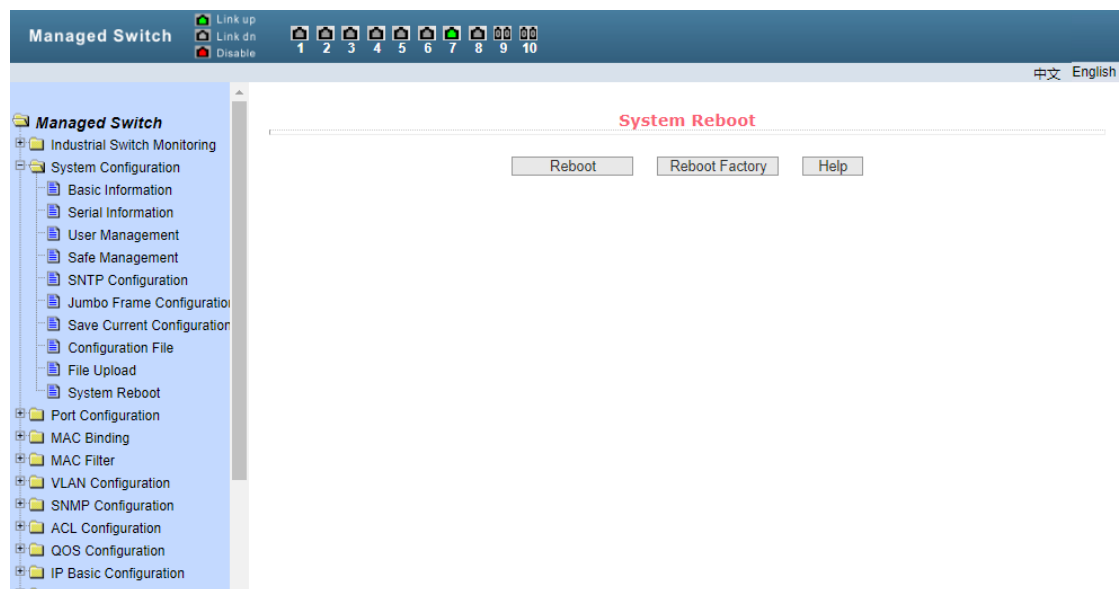 Managed Switch
Link up
Link dn
Disable
1 2 3 4 5 6 7 8 9 10
中文 English
Managed Switch
Industrial Switch Monitoring
System Configuration
Basic Information
Serial Information
User Management
Safe Management
SNTP Configuration
Jumbo Frame Configuratio
Save Current Configuration
Configuration File
File Upload
System Reboot
Port Configuration
MAC Binding
MAC Filter
VLAN Configuration
SNMP Configuration
ACL Configuration
QOS Configuration
IP Basic Configuration
System Reboot
Reboot Reboot Factory Help